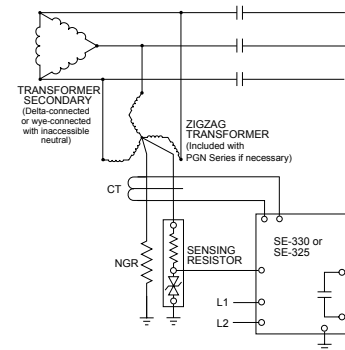 TRANSFORMER
SECONDARY
(Delta-connected
or wye-connected
with inaccessible
neutral)
ZIGZAG
TRANSFORMER
(Included with
PGN Series if necessary)
CT
NGR
SENSING
RESISTOR
SE-330 or
SE-325
L1
L2